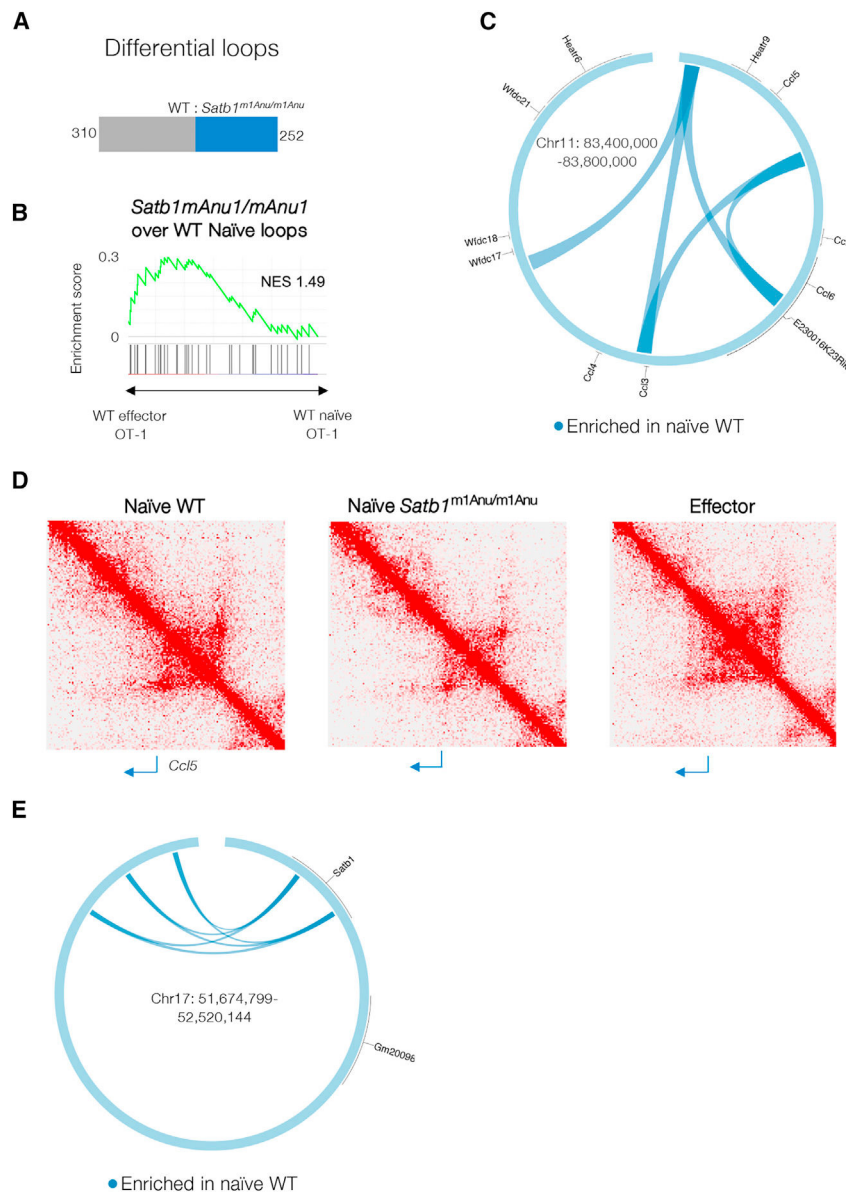 A
Differential loops
WT : Satb1m1Anu/m1Anu
310
252
B
Satb1mAnu1/mAnu1
over WT Naïve loops
0.3
NES 1.49
Enrichment score
0
WT effector
OT-1
WT naïve
OT-1
C
Heatr6
Heatr9
Ccl5
Wfdc21
Chr11: 83,400,000
-83,800,000
Wfdc18
Wfdc17
Ccl6
E230016K23Rik
Ccl4
Ccl3
Enriched in naïve WT
D
Naïve WT
Naïve Satb1m1Anu/m1Anu
Effector
Ccl5
E
Satb1
Chr17: 51,674,799-
52,520,144
Gm20098
Enriched in naïve WT